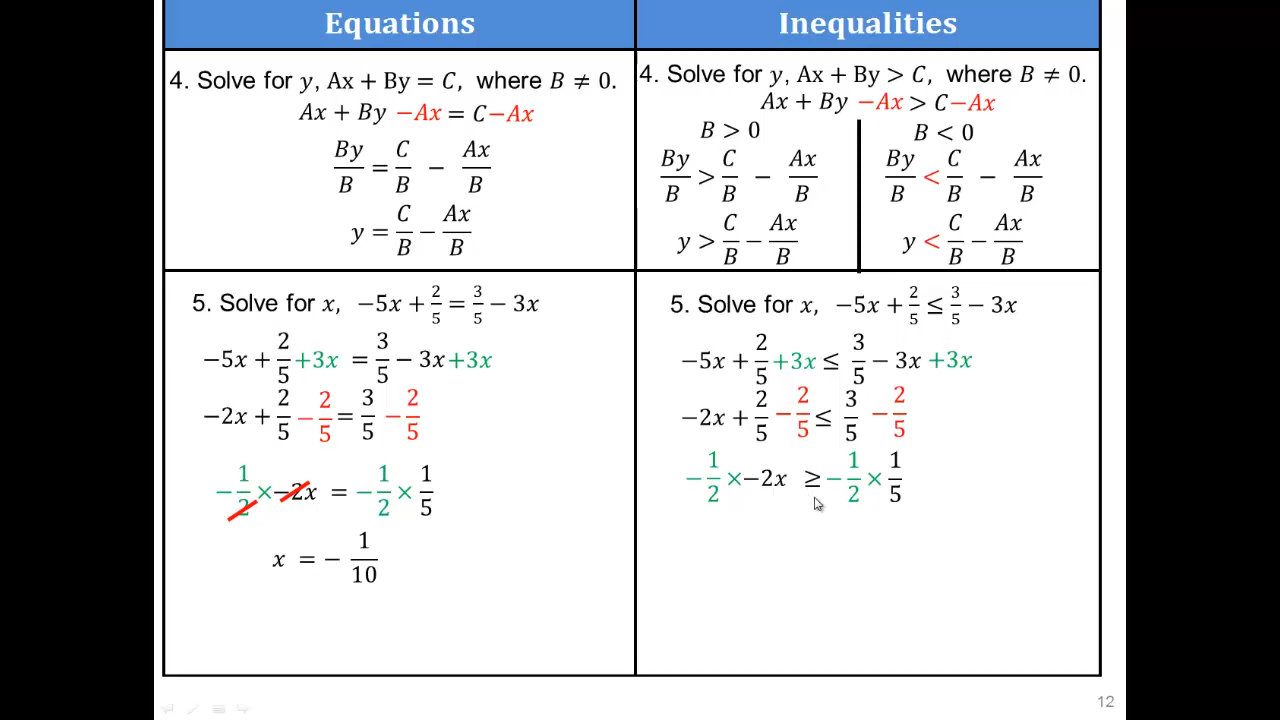 Equations
4. Solve for y, Ax + By = C, where B ≠ 0.
Ax + By −Ax = C−Ax
By/B = C/B − Ax/B
y = C/B − Ax/B
5. Solve for x, −5x + 2/5 = 3/5 − 3x
−5x + 2/5 +3x = 3/5 − 3x +3x
−2x + 2/5 − 2/5 = 3/5 − 2/5
−1/2 × −2x = −1/2 × 1/5
x = − 1/10
Inequalities
4. Solve for y, Ax + By > C, where B ≠ 0.
Ax + By −Ax > C−Ax
B > 0
By/B > C/B − Ax/B
y > C/B − Ax/B
B < 0
By/B < C/B − Ax/B
y < C/B − Ax/B
5. Solve for x, −5x + 2/5 ≤ 3/5 − 3x
−5x + 2/5 +3x ≤ 3/5 − 3x +3x
−2x + 2/5 − 2/5 ≤ 3/5 − 2/5
−1/2 × −2x ≥ −1/2 × 1/5
12